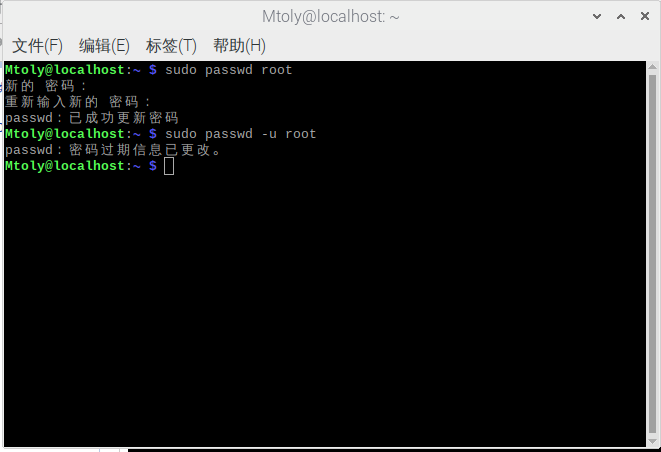 Mtoly@localhost: ~
文件(F) 编辑(E) 标签(T) 帮助(H)
Mtoly@localhost:~ $ sudo passwd root
新的 密码：
重新输入新的 密码：
passwd：已成功更新密码
Mtoly@localhost:~ $ sudo passwd -u root
passwd：密码过期信息已更改。
Mtoly@localhost:~ $